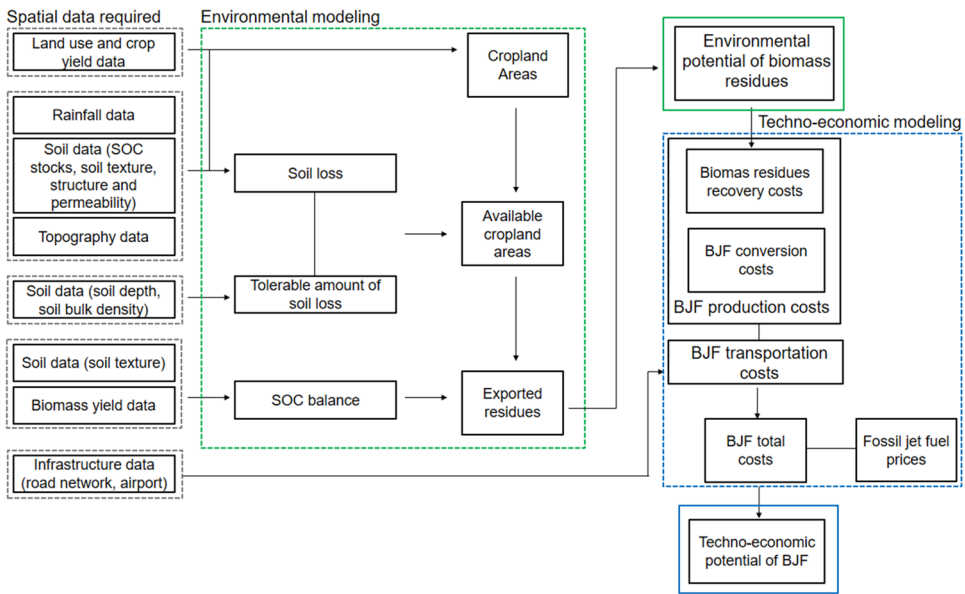 Spatial data required
Land use and crop
yield data
Rainfall data
Soil data (SOC
stocks, soil texture,
structure and
permeability)
Topography data
Soil data (soil depth,
soil bulk density)
Soil data (soil texture)
Biomass yield data
Infrastructure data
(road network, airport)
Environmental modeling
Cropland
Areas
Soil loss
Available
cropland
areas
Tolerable amount of
soil loss
SOC balance
Exported
residues
Environmental
potential of biomass
residues
Techno-economic modeling
Biomas residues
recovery costs
BJF conversion
costs
BJF production costs
BJF transportation
costs
BJF total
costs
Fossil jet fuel
prices
Techno-economic
potential of BJF